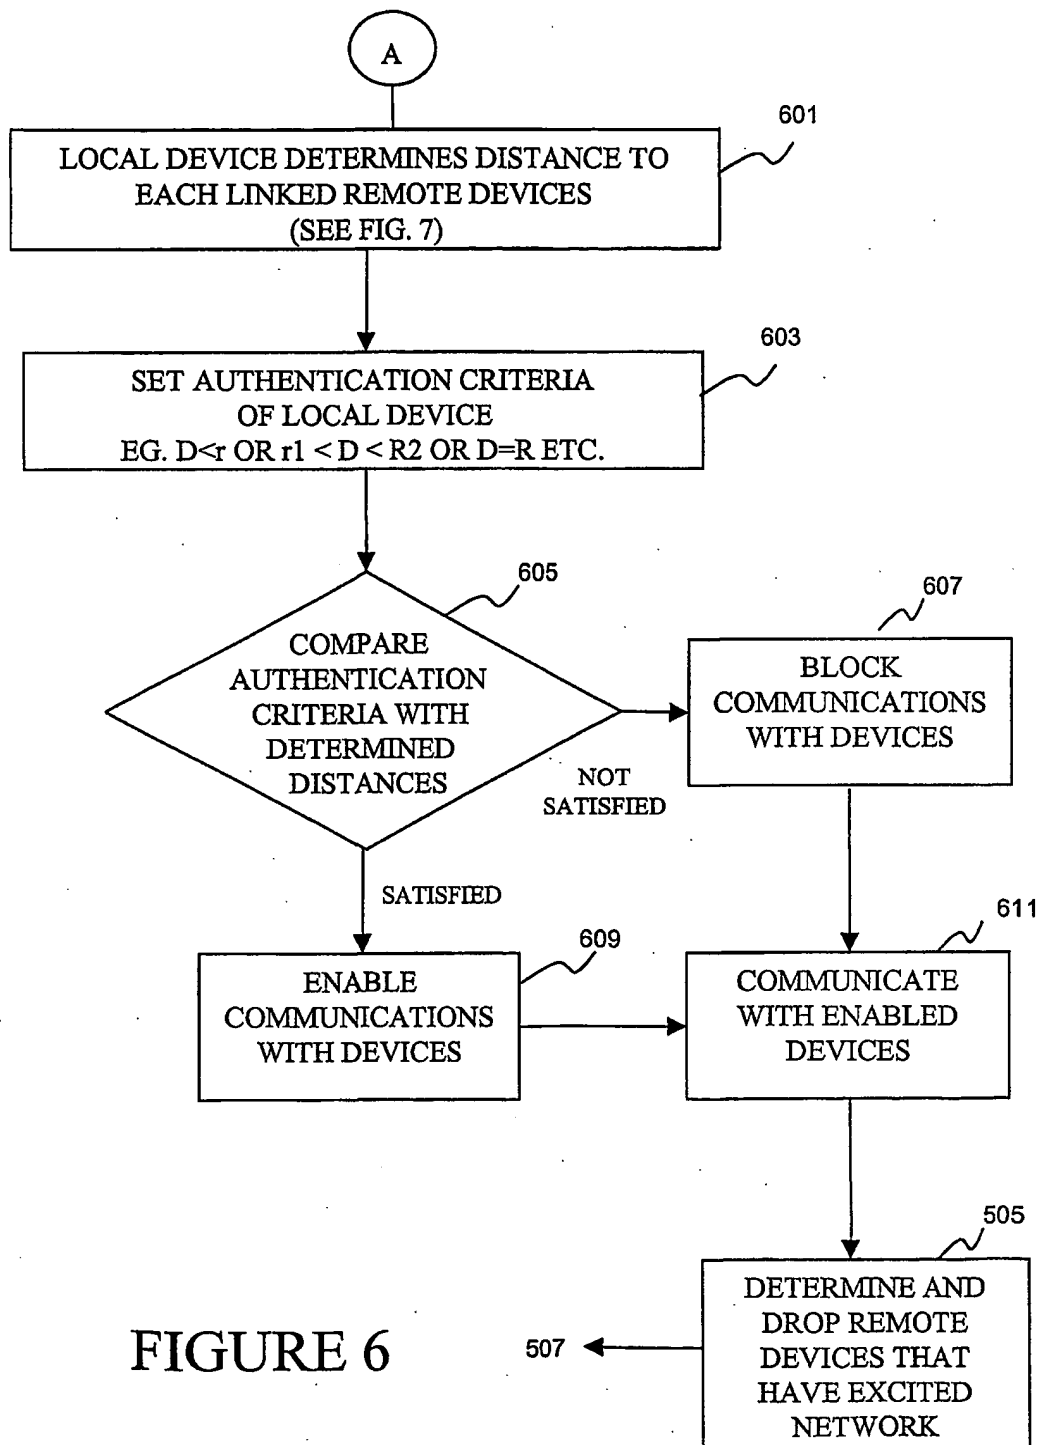 A
601
LOCAL DEVICE DETERMINES DISTANCE TO
EACH LINKED REMOTE DEVICES
(SEE FIG. 7)
603
SET AUTHENTICATION CRITERIA
OF LOCAL DEVICE
EG. D<r OR r1 < D < R2 OR D=R ETC.
605
COMPARE
AUTHENTICATION
CRITERIA WITH
DETERMINED
DISTANCES
607
BLOCK
COMMUNICATIONS
WITH DEVICES
NOT
SATISFIED
SATISFIED
609
ENABLE
COMMUNICATIONS
WITH DEVICES
611
COMMUNICATE
WITH ENABLED
DEVICES
505
DETERMINE AND
DROP REMOTE
DEVICES THAT
HAVE EXCITED
NETWORK
507
FIGURE 6